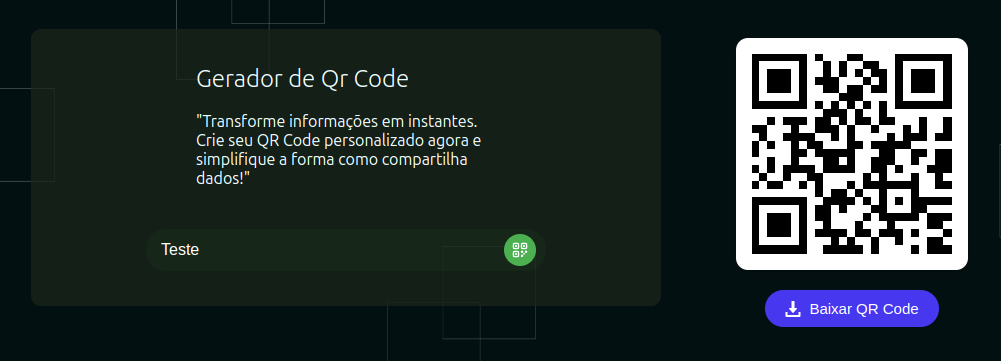 Gerador de Qr Code
"Transforme informações em instantes.
Crie seu QR Code personalizado agora e
simplifique a forma como compartilha
dados!"
Teste
Baixar QR Code